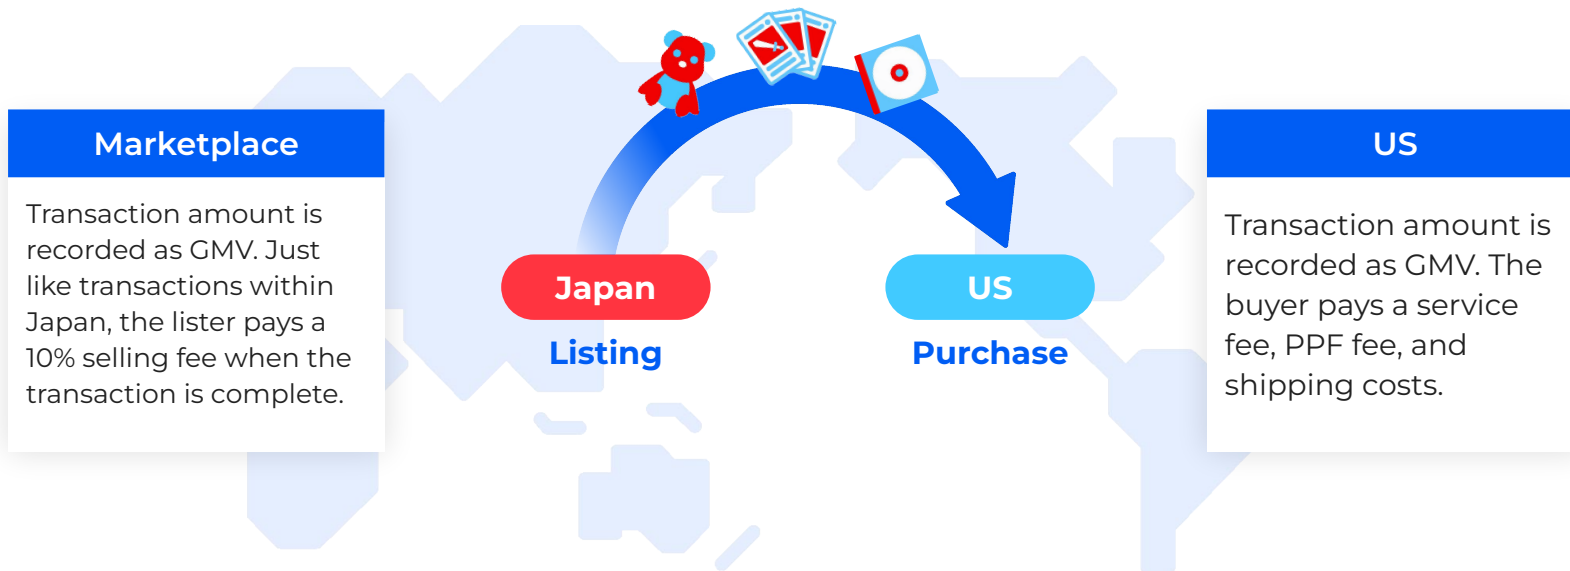 Marketplace
Transaction amount is
recorded as GMV. Just
like transactions within
Japan, the lister pays a
10% selling fee when the
transaction is complete.
Japan
Listing
US
Purchase
US
Transaction amount is
recorded as GMV. The
buyer pays a service
fee, PPF fee, and
shipping costs.